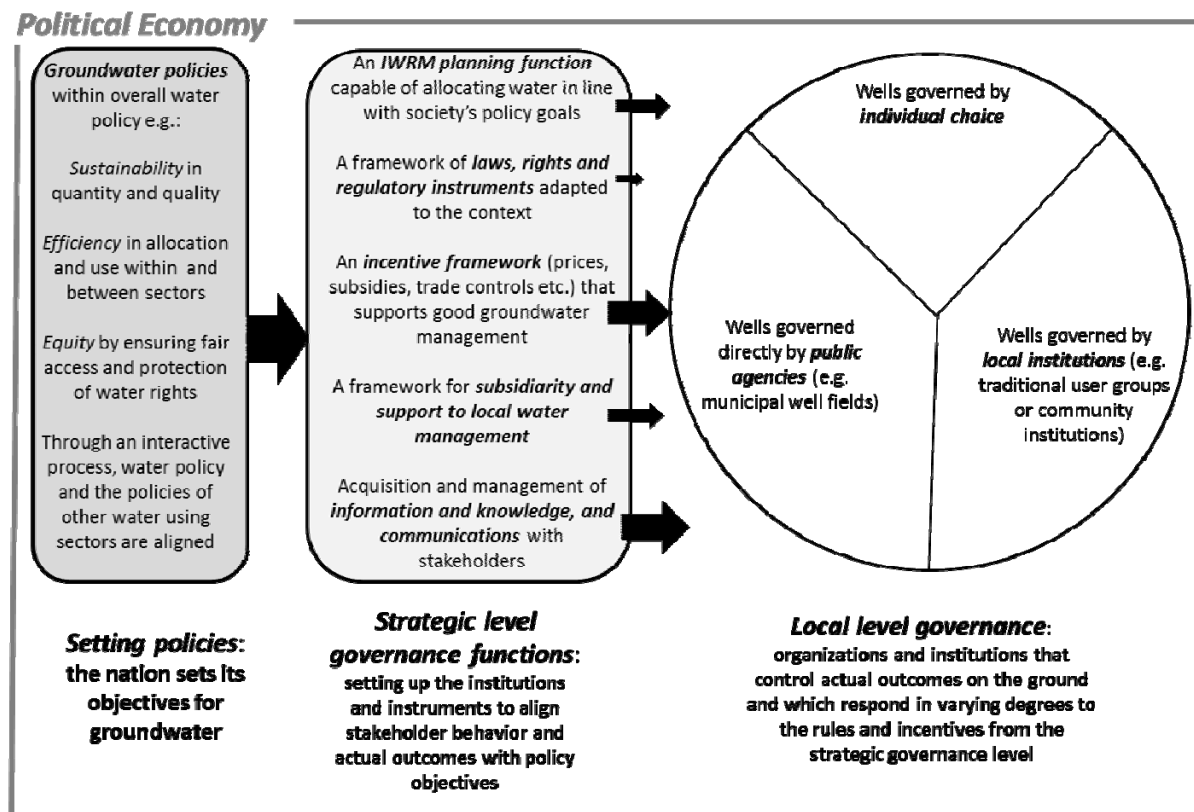 Political Economy
Groundwater policies
within overall water
policy e.g.:
Sustainability in
quantity and quality
Efficiency in allocation
and use within and
between sectors
Equity by ensuring fair
access and protection
of water rights
Through an interactive
process, water policy
and the policies of
other water using
sectors are aligned
Setting policies:
the nation sets its
objectives for
groundwater
An IWRM planning function
capable of allocating water in line
with society's policy goals
A framework of laws, rights and
regulatory instruments adapted
to the context
An incentive framework (prices,
subsidies, trade controls etc.) that
supports good groundwater
management
A framework for subsidiarity and
support to local water
management
Acquisition and management of
information and knowledge, and
communications with
stakeholders
Strategic level
governance functions:
setting up the institutions
and instruments to align
stakeholder behavior and
actual outcomes with policy
objectives
Wells governed by
individual choice
Wells governed
directly by public
agencies (e.g.
municipal well fields)
Wells governed by
local institutions (e.g.
traditional user groups
or community
institutions)
Local level governance:
organizations and institutions that
control actual outcomes on the ground
and which respond in varying degrees to
the rules and incentives from the
strategic governance level